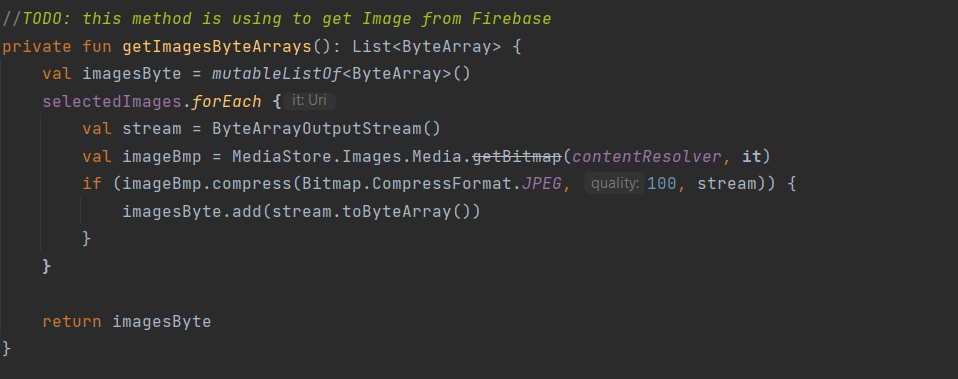 //TODO: this method is using to get Image from Firebase
private fun getImagesByteArrays(): List<ByteArray> {
val imagesByte = mutableListOf<ByteArray>()
selectedImages.forEach { it: Uri
val stream = ByteArrayOutputStream()
val imageBmp = MediaStore.Images.Media.getBitmap(contentResolver, it)
if (imageBmp.compress(Bitmap.CompressFormat.JPEG, quality: 100, stream)) {
imagesByte.add(stream.toByteArray())
}
}
return imagesByte
}